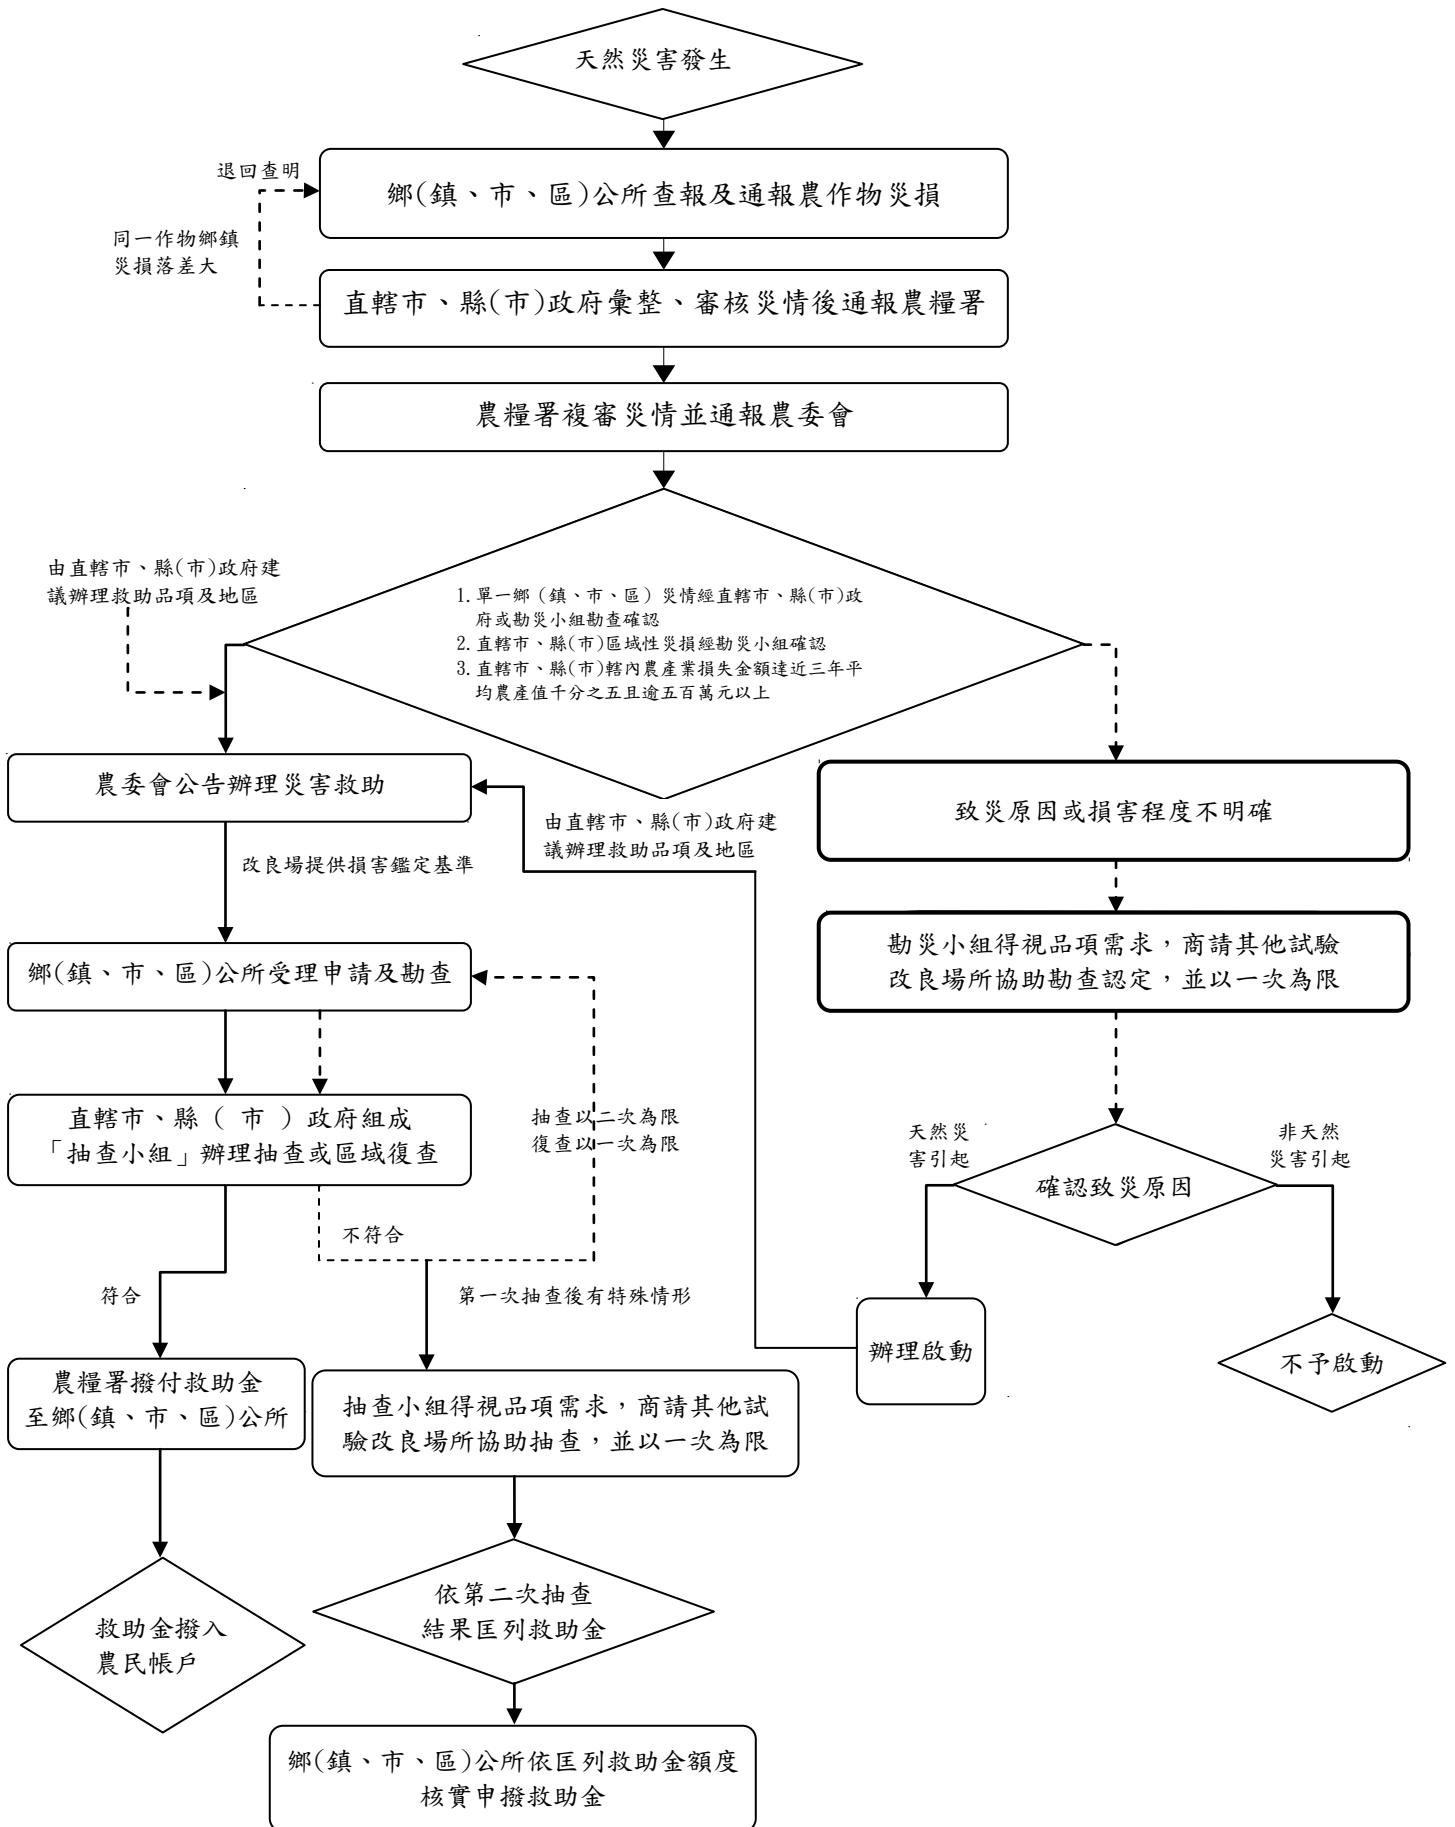 天然災害發生
退回查明
鄉(鎮、市、區)公所查報及通報農作物災損
同一作物鄉鎮
災損落差大
直轄市、縣(市)政府彙整、審核災情後通報農糧署
農糧署複審災情並通報農委會
由直轄市、縣(市)政府建
議辦理救助品項及地區
1.單一鄉（鎮、市、區）災情經直轄市、縣(市)政
府或勘災小組勘查確認
2.直轄市、縣(市)區域性災損經勘災小組確認
3.直轄市、縣(市)轄內農產業損失金額達近三年平
均農產值千分之五且逾五百萬元以上
農委會公告辦理災害救助
由直轄市、縣(市)政府建
議辦理救助品項及地區
致災原因或損害程度不明確
改良場提供損害鑑定基準
勘災小組得視品項需求，商請其他試驗
改良場所協助勘查認定，並以一次為限
鄉(鎮、市、區)公所受理申請及勘查
直轄市、縣（ 市 ）政府組成
「抽查小組」辦理抽查或區域復查
抽查以二次為限
復查以一次為限
天然災
害引起
非天然
災害引起
確認致災原因
不符合
符合
第一次抽查後有特殊情形
辦理啟動
不予啟動
農糧署撥付救助金
至鄉(鎮、市、區)公所
抽查小組得視品項需求，商請其他試
驗改良場所協助抽查，並以一次為限
依第二次抽查
結果匡列救助金
救助金撥入
農民帳戶
鄉(鎮、市、區)公所依匡列救助金額度
核實申撥救助金